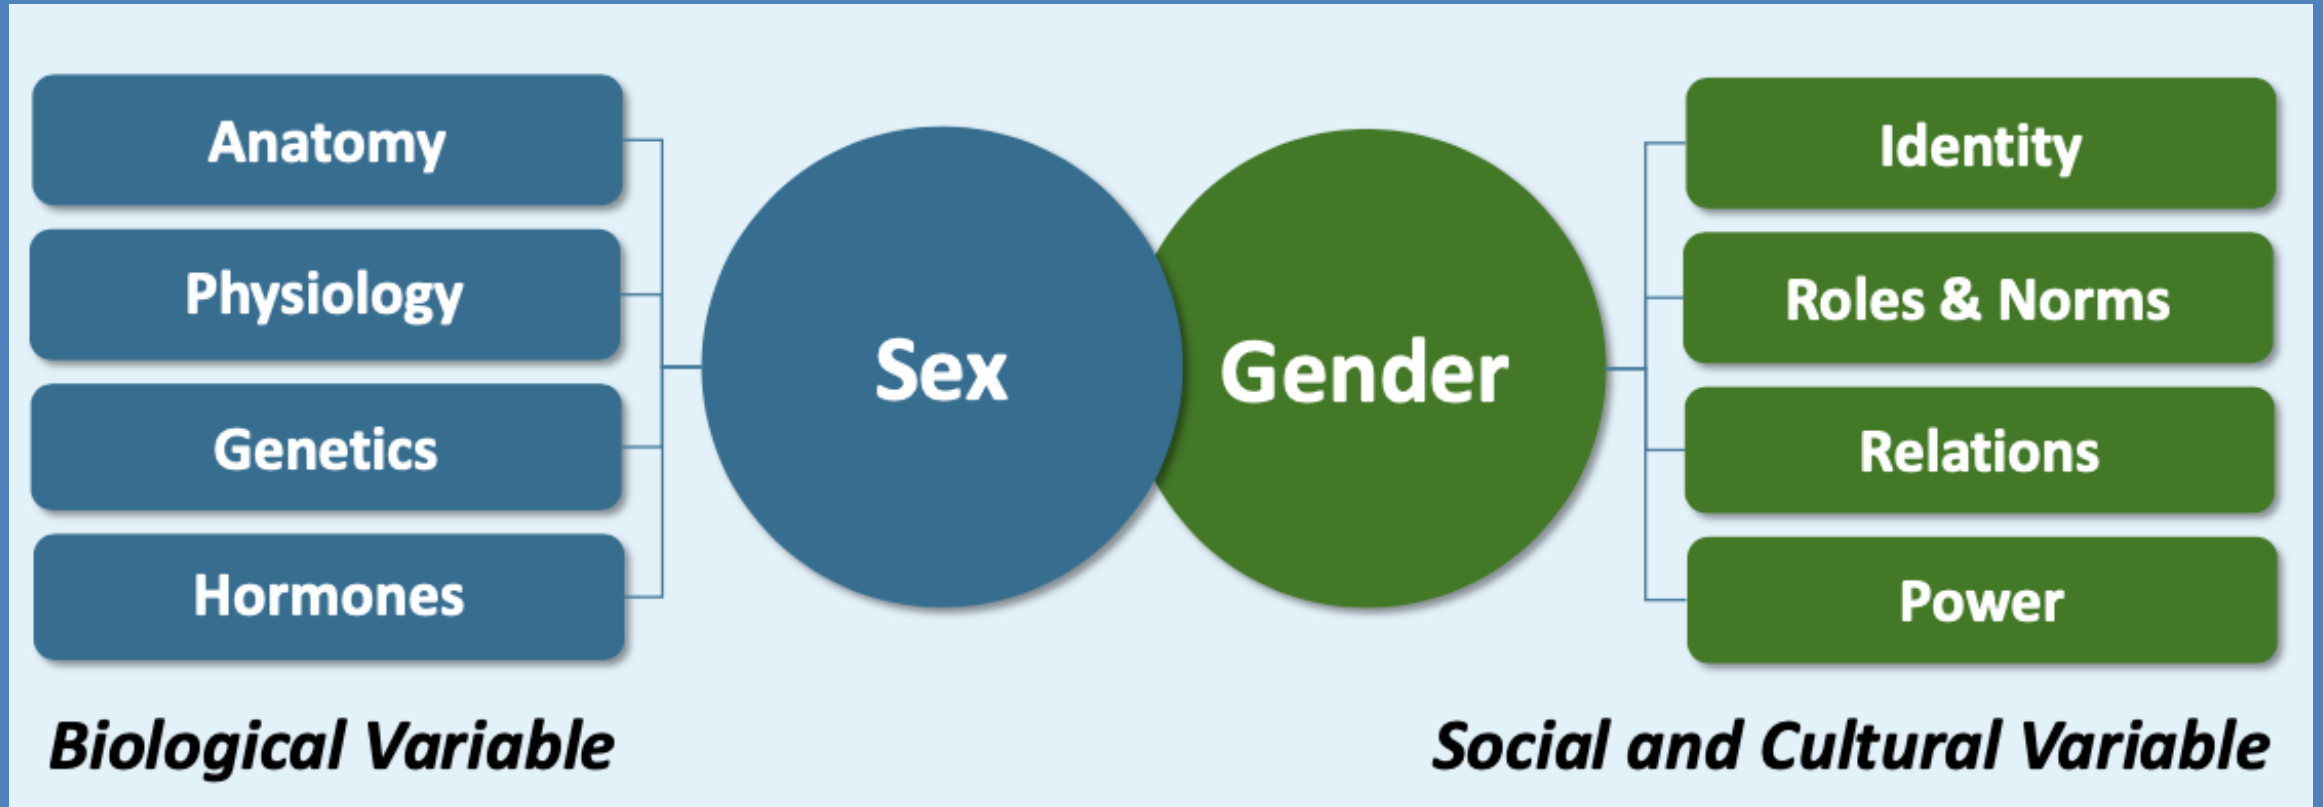 Anatomy
Physiology
Genetics
Hormones
Biological Variable
Sex
Gender
Identity
Roles & Norms
Relations
Power
Social and Cultural Variable